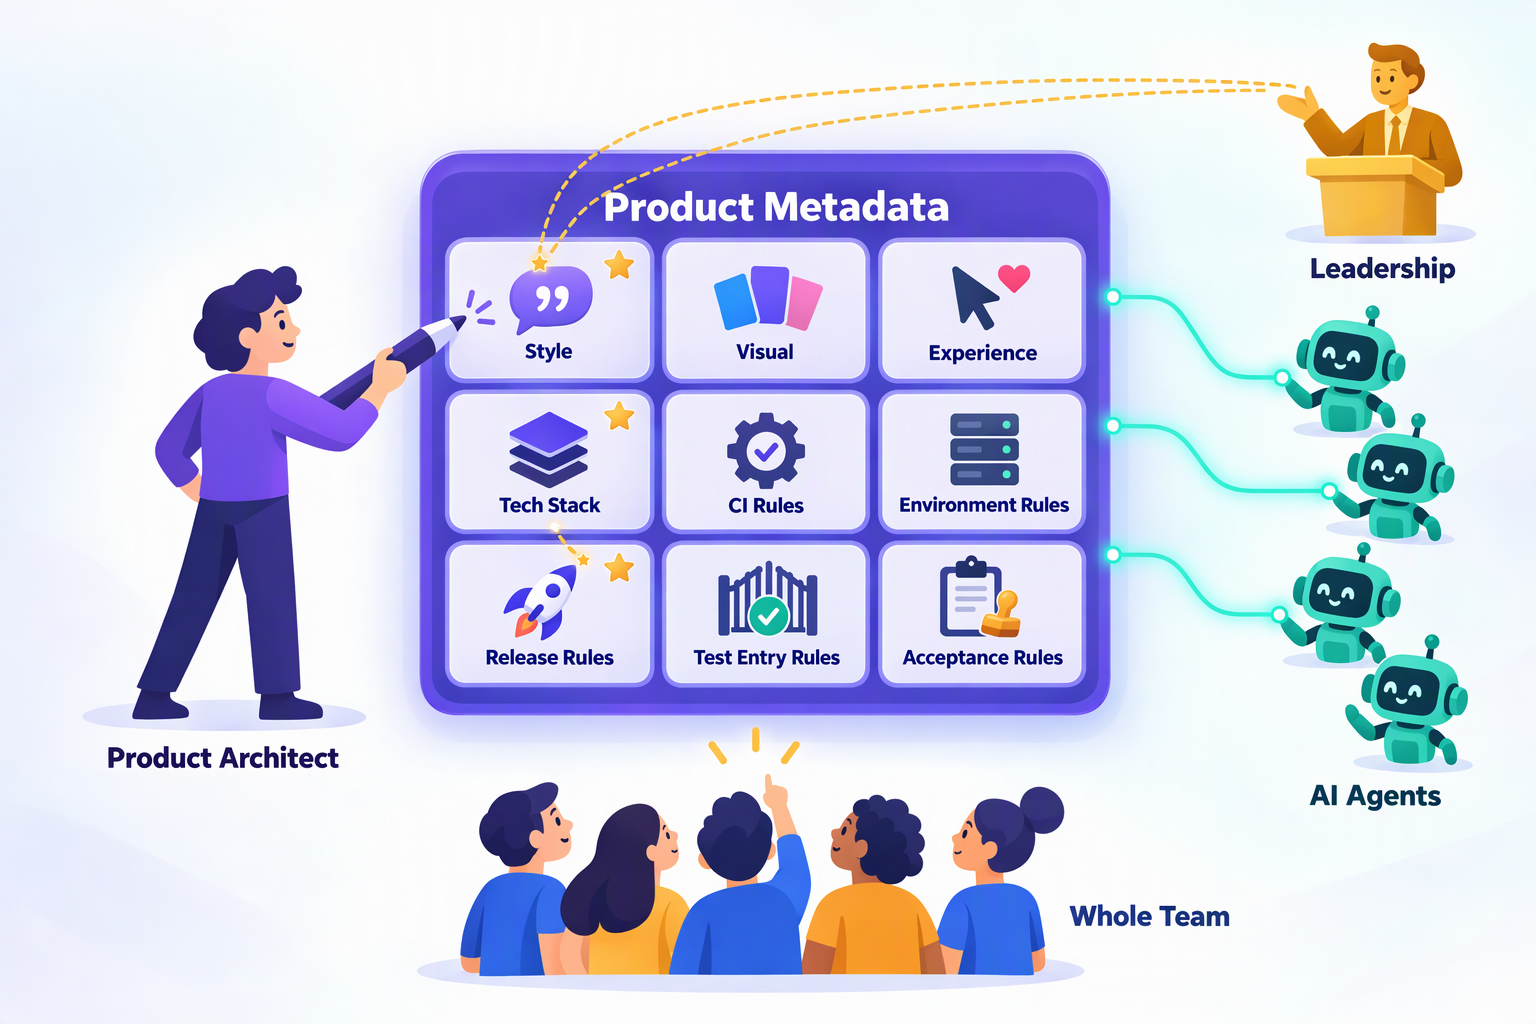 Product Metadata
Style
Visual
Experience
Tech Stack
CI Rules
Environment Rules
Release Rules
Test Entry Rules
Acceptance Rules
Leadership
AI Agents
Product Architect
Whole Team